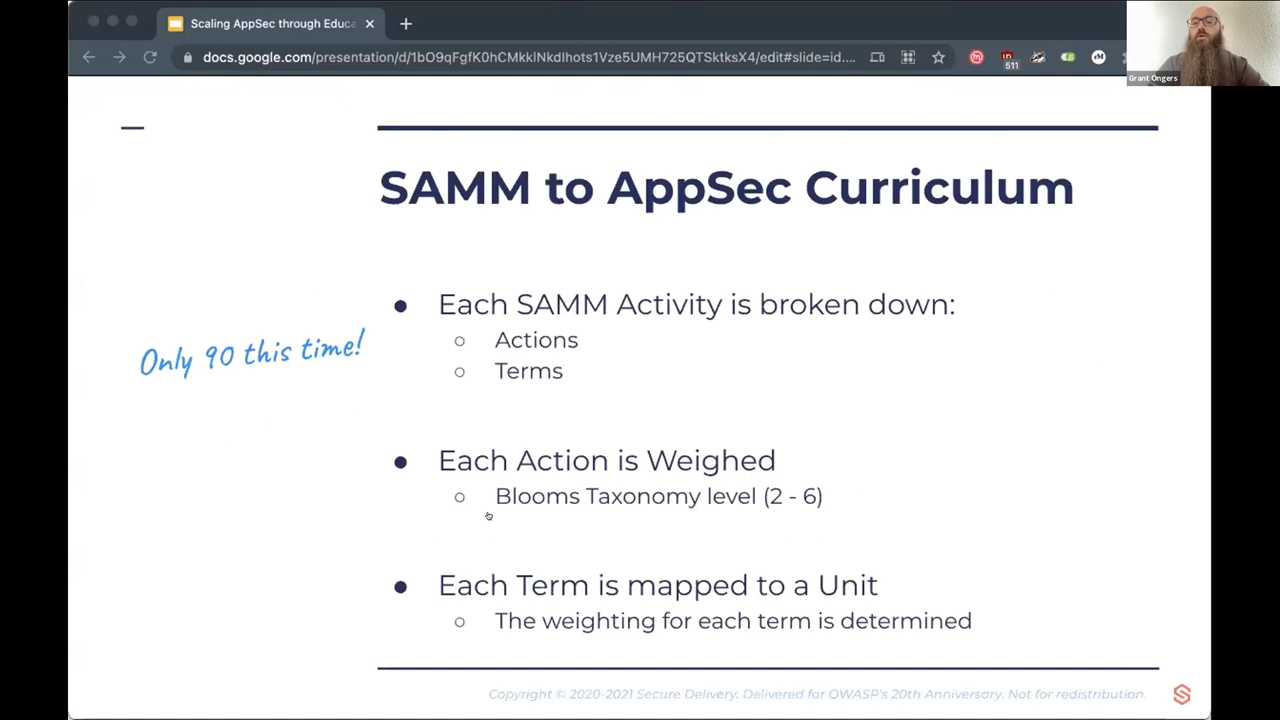 Scaling AppSec through Educa
docs.google.com/presentation/d/1bO9qFgfK0hCMkklNkdlhots1Vze5UMH725QTSktksX4/edit#slide=id....
511
Grant Ongers
SAMM to AppSec Curriculum
● Each SAMM Activity is broken down:
○ Actions
○ Terms
Only 90 this time!
● Each Action is Weighed
○ Blooms Taxonomy level (2 - 6)
● Each Term is mapped to a Unit
○ The weighting for each term is determined
Copyright © 2020-2021 Secure Delivery. Delivered for OWASP's 20th Anniversary. Not for redistribution.